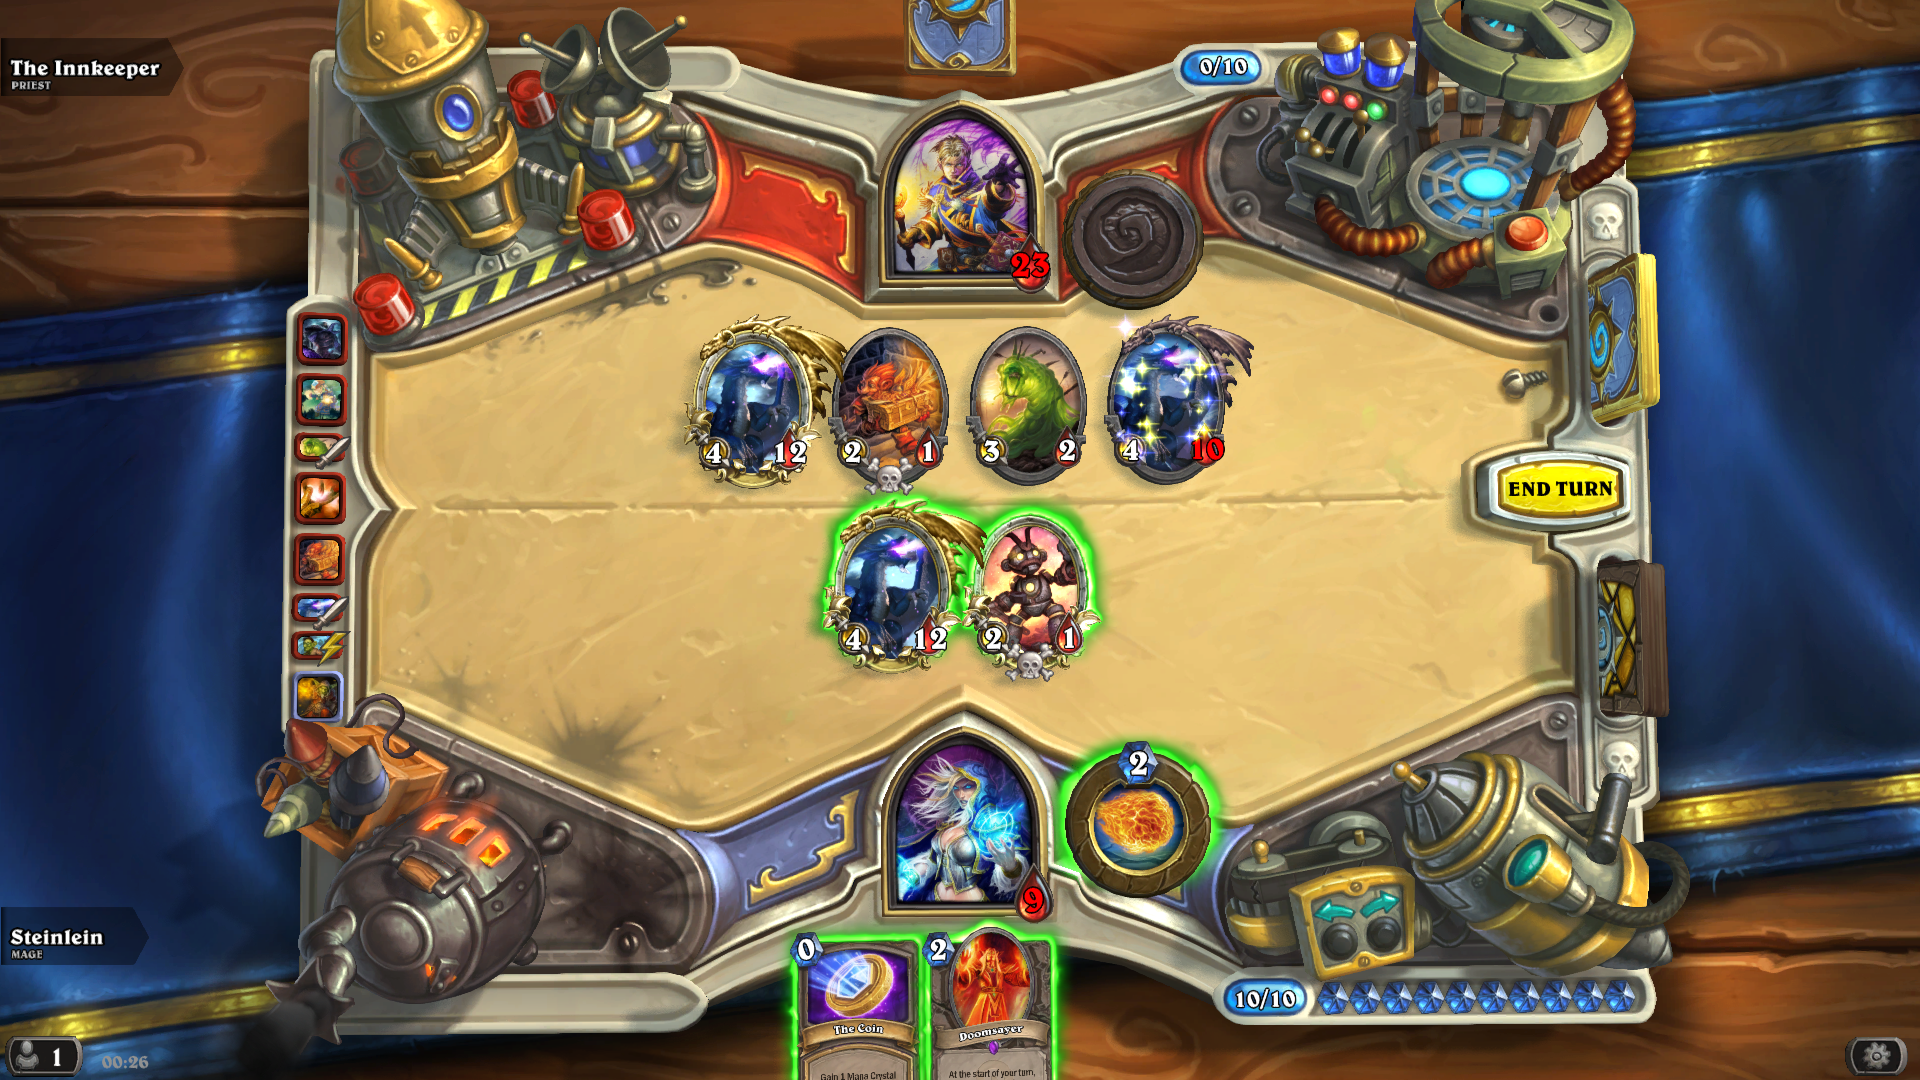 The Innkeeper
PRIEST
0/10
23
4
12
2
1
3
2
4
10
END TURN
4
12
2
1
2
9
Steinlein
MAGE
0
2
The Coin
Doomsayer
Gain 1 Mana Crystal
At the start of your turn,
10/10
1
00:26